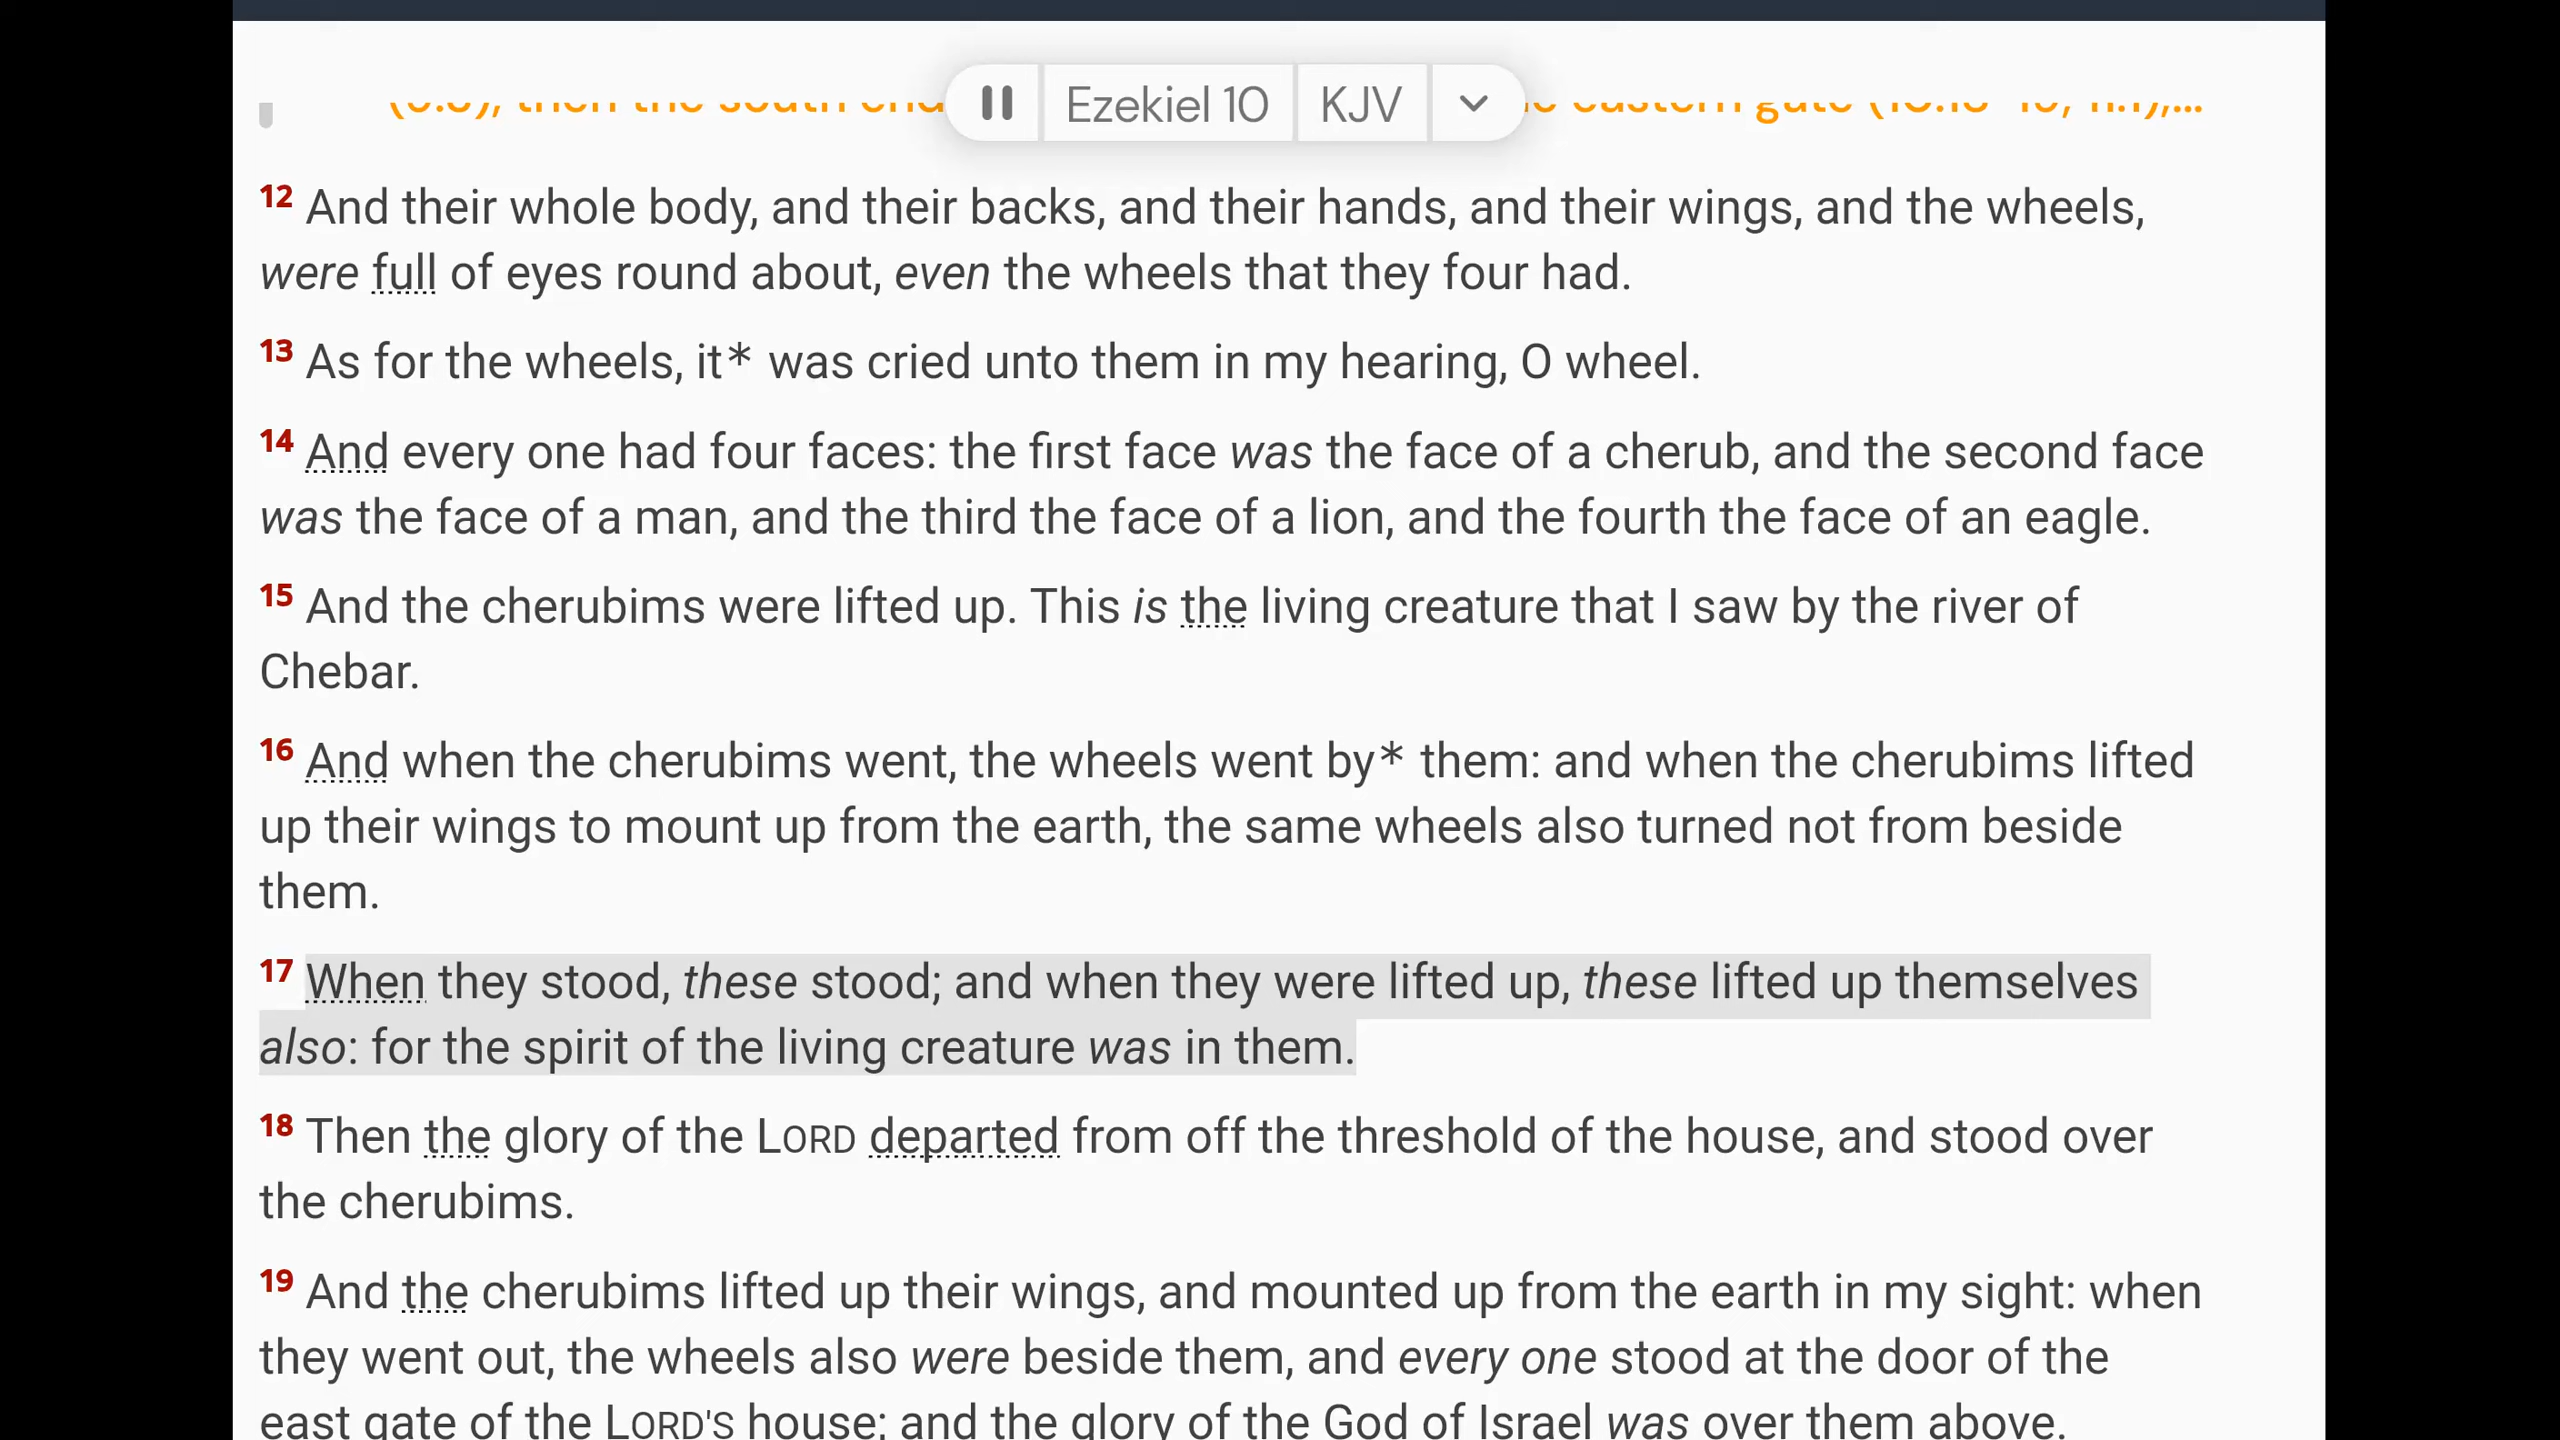 Ezekiel 10 KJV
12 And their whole body, and their backs, and their hands, and their wings, and the wheels,
were full of eyes round about, even the wheels that they four had.
13 As for the wheels, it* was cried unto them in my hearing, O wheel.
14 And every one had four faces: the first face was the face of a cherub, and the second face
was the face of a man, and the third the face of a lion, and the fourth the face of an eagle.
15 And the cherubims were lifted up. This is the living creature that I saw by the river of
Chebar.
16 And when the cherubims went, the wheels went by* them: and when the cherubims lifted
up their wings to mount up from the earth, the same wheels also turned not from beside
them.
17 When they stood, these stood; and when they were lifted up, these lifted up themselves
also: for the spirit of the living creature was in them.
18 Then the glory of the LORD departed from off the threshold of the house, and stood over
the cherubims.
19 And the cherubims lifted up their wings, and mounted up from the earth in my sight: when
they went out, the wheels also were beside them, and every one stood at the door of the
east gate of the LORD'S house; and the glory of the God of Israel was over them above.